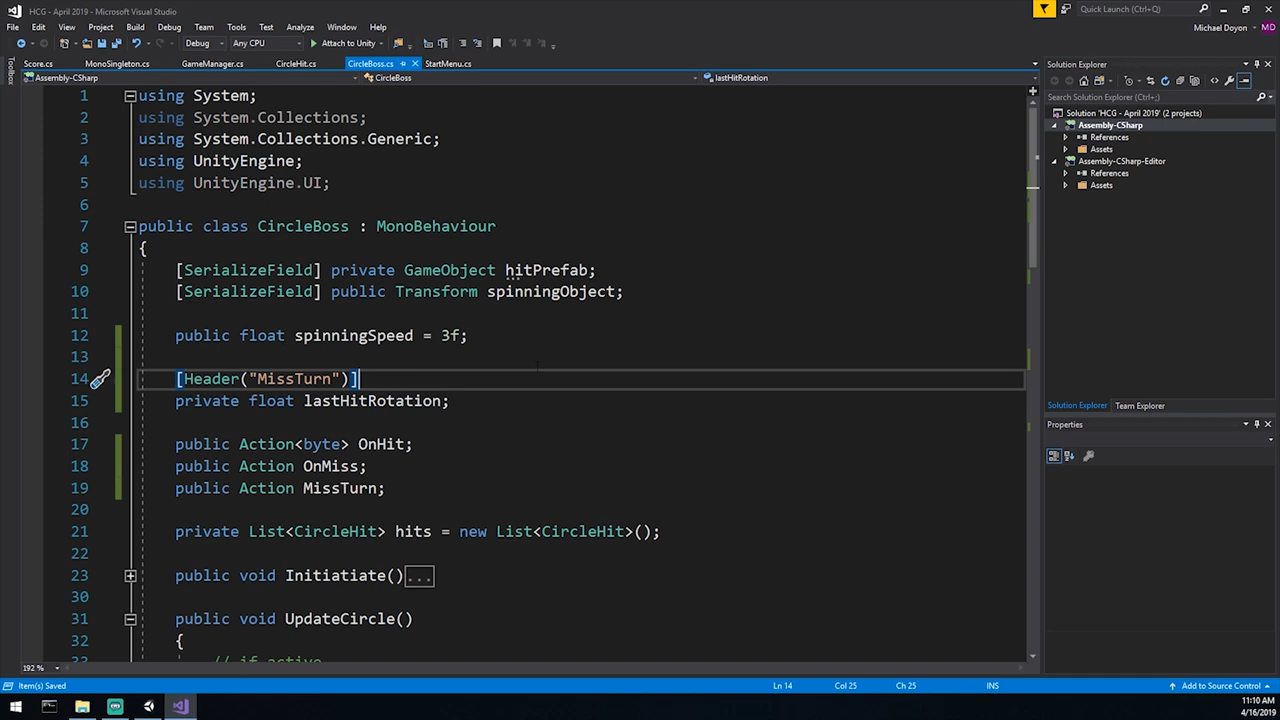 HCG - April 2019 - Microsoft Visual Studio
Quick Launch (Ctrl+Q)
File Edit View Project Build Debug Team Tools Test Analyze Window Help
Michael Doyon MD
Debug Any CPU Attach to Unity
Score.cs MonoSingleton.cs GameManager.cs CircleHit.cs CircleBoss.cs StartMenu.cs
Assembly-CSharp CircleBoss lastHitRotation
Toolbox
1 using System;
2 using System.Collections;
3 using System.Collections.Generic;
4 using UnityEngine;
5 using UnityEngine.UI;
6
7 public class CircleBoss : MonoBehaviour
8 {
9 [SerializeField] private GameObject hitPrefab;
10 [SerializeField] public Transform spinningObject;
11
12 public float spinningSpeed = 3f;
13
14 [Header("MissTurn")]
15 private float lastHitRotation;
16
17 public Action<byte> OnHit;
18 public Action OnMiss;
19 public Action MissTurn;
20
21 private List<CircleHit> hits = new List<CircleHit>();
22
23 public void Initiatiate()...
30
31 public void UpdateCircle()
32 {
33 // if active
192 %
Solution Explorer
Search Solution Explorer (Ctrl+;)
Solution 'HCG - April 2019' (2 projects)
Assembly-CSharp
References
Assets
Assembly-CSharp-Editor
References
Assets
Solution Explorer Team Explorer
Properties
Item(s) Saved Ln 14 Col 25 Ch 25 INS Add to Source Control
11:10 AM
4/16/2019